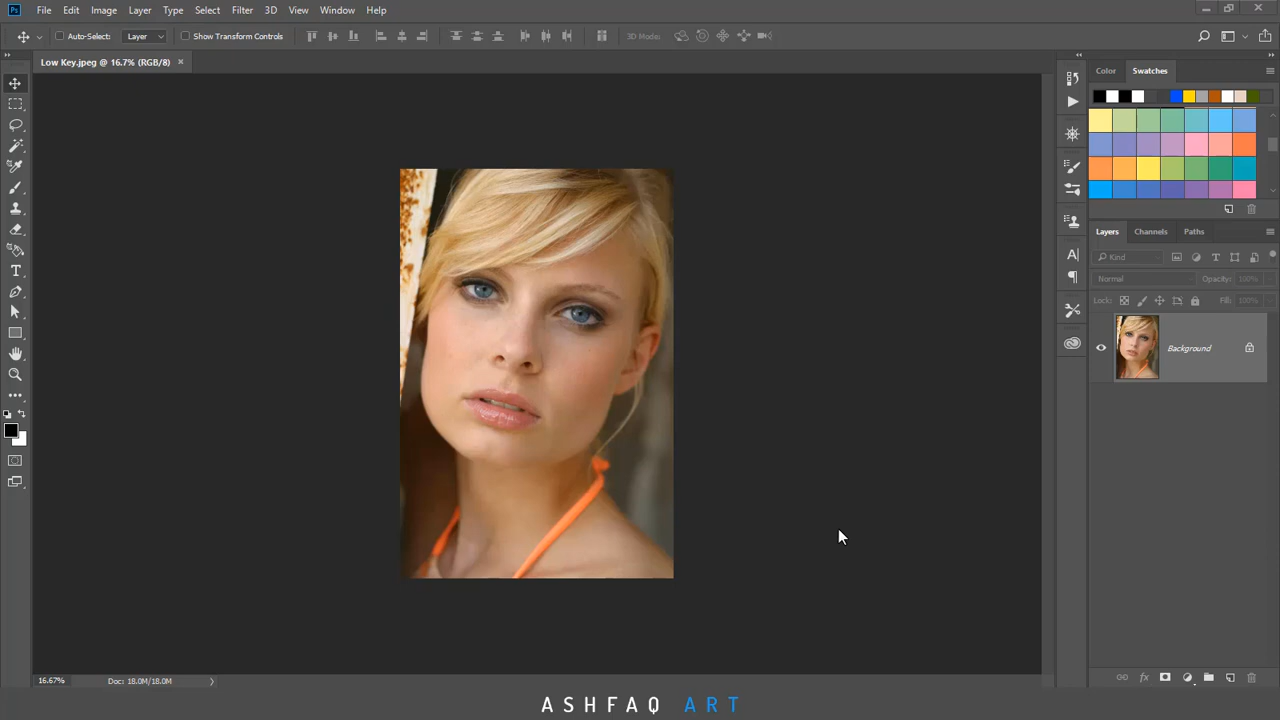 Ps File Edit Image Layer Type Select Filter 3D View Window Help
Auto-Select: Layer Show Transform Controls 3D Mode:
Low Key.jpeg @ 16.7% (RGB/8) ×
Color Swatches
Layers Channels Paths
Kind
Normal Opacity: 100%
Lock: Fill: 100%
Background
fx
16.67% Doc: 18.0M/18.0M
ASHFAQ ART